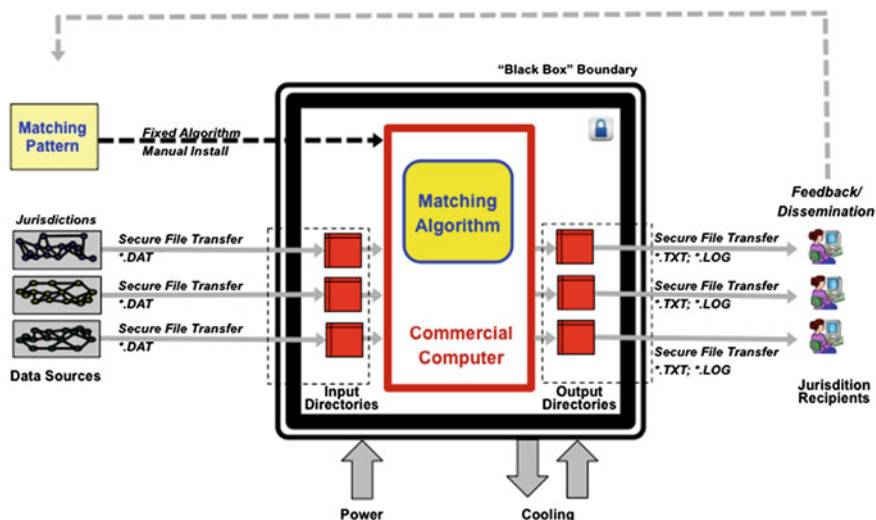 “Black Box” Boundary
Matching
Pattern
Fixed Algorithm
Manual Install
Matching
Algorithm
Feedback/
Dissemination
Jurisdictions
Secure File Transfer
*.DAT
Secure File Transfer
*.DAT
Secure File Transfer
*.DAT
Secure File Transfer
*.TXT; *.LOG
Secure File Transfer
*.TXT; *.LOG
Secure File Transfer
*.TXT; *.LOG
Commercial
Computer
Data Sources
Input
Directories
Output
Directories
Jurisdition
Recipients
Power
Cooling